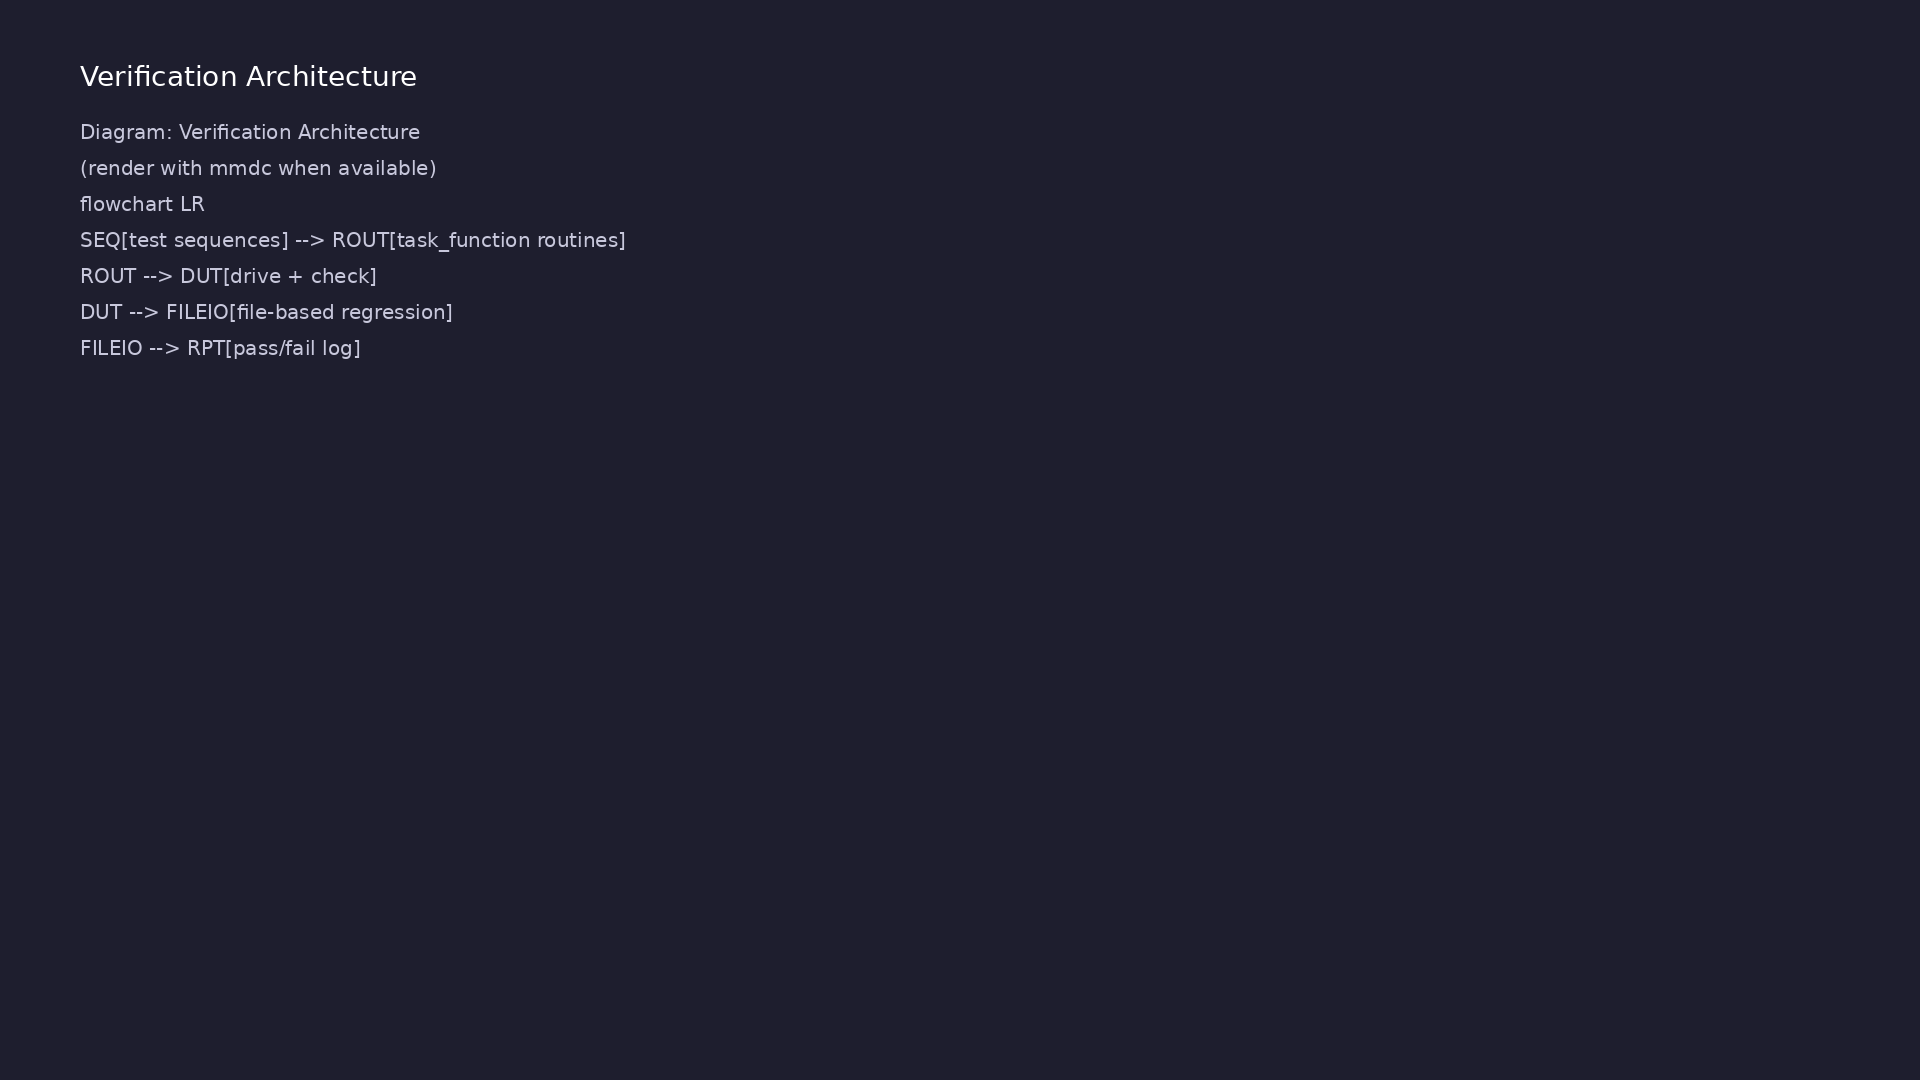 Verification Architecture
Diagram: Verification Architecture
(render with mmdc when available)
flowchart LR
SEQ[test sequences] --> ROUT[task_function routines]
ROUT --> DUT[drive + check]
DUT --> FILEIO[file-based regression]
FILEIO --> RPT[pass/fail log]